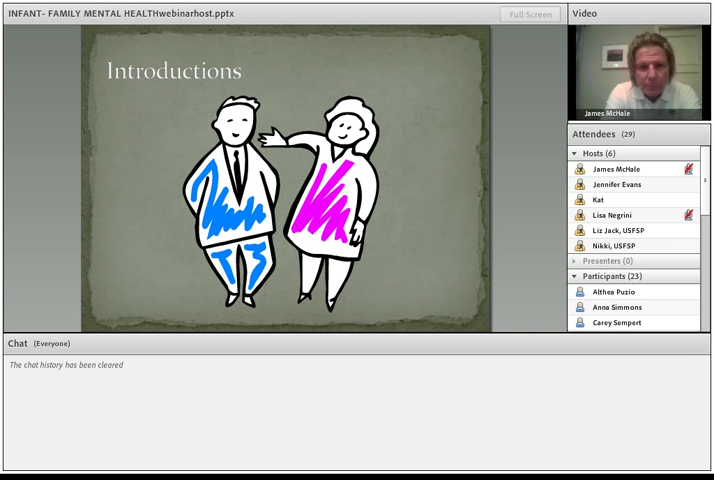 INFANT- FAMILY MENTAL HEALTHwebinarhost.pptx
Full Screen
Introductions
Video
James McHale
Attendees (29)
Hosts (6)
James McHale
Jennifer Evans
Kat
Lisa Negrini
Liz Jack, USFSP
Nikki, USFSP
Presenters (0)
Participants (23)
Althea Puzio
Anna Simmons
Carey Sempert
Chat (Everyone)
The chat history has been cleared